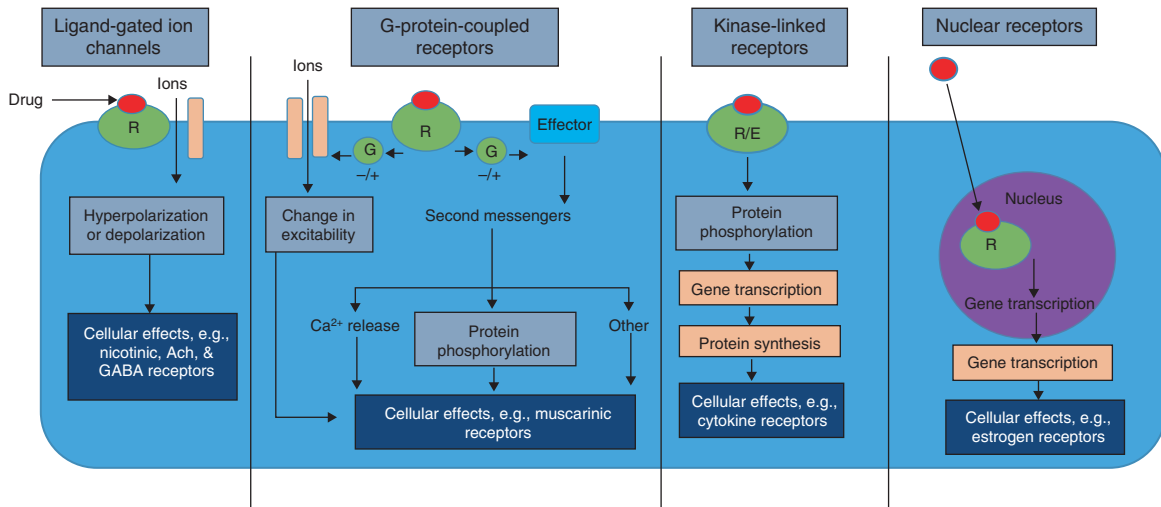 Ligand-gated ion
channels
Drug
Ions
R
Hyperpolarization
or depolarization
Cellular effects, e.g.,
nicotinic, Ach, &
GABA receptors
G-protein-coupled
receptors
Ions
R
Effector
G
G
–/+
–/+
Change in
excitability
Second messengers
Ca²⁺ release
Protein
phosphorylation
Other
Cellular effects, e.g., muscarinic
receptors
Kinase-linked
receptors
R/E
Protein
phosphorylation
Gene transcription
Protein synthesis
Cellular effects, e.g.,
cytokine receptors
Nuclear receptors
Nucleus
R
Gene transcription
Gene transcription
Cellular effects, e.g.,
estrogen receptors